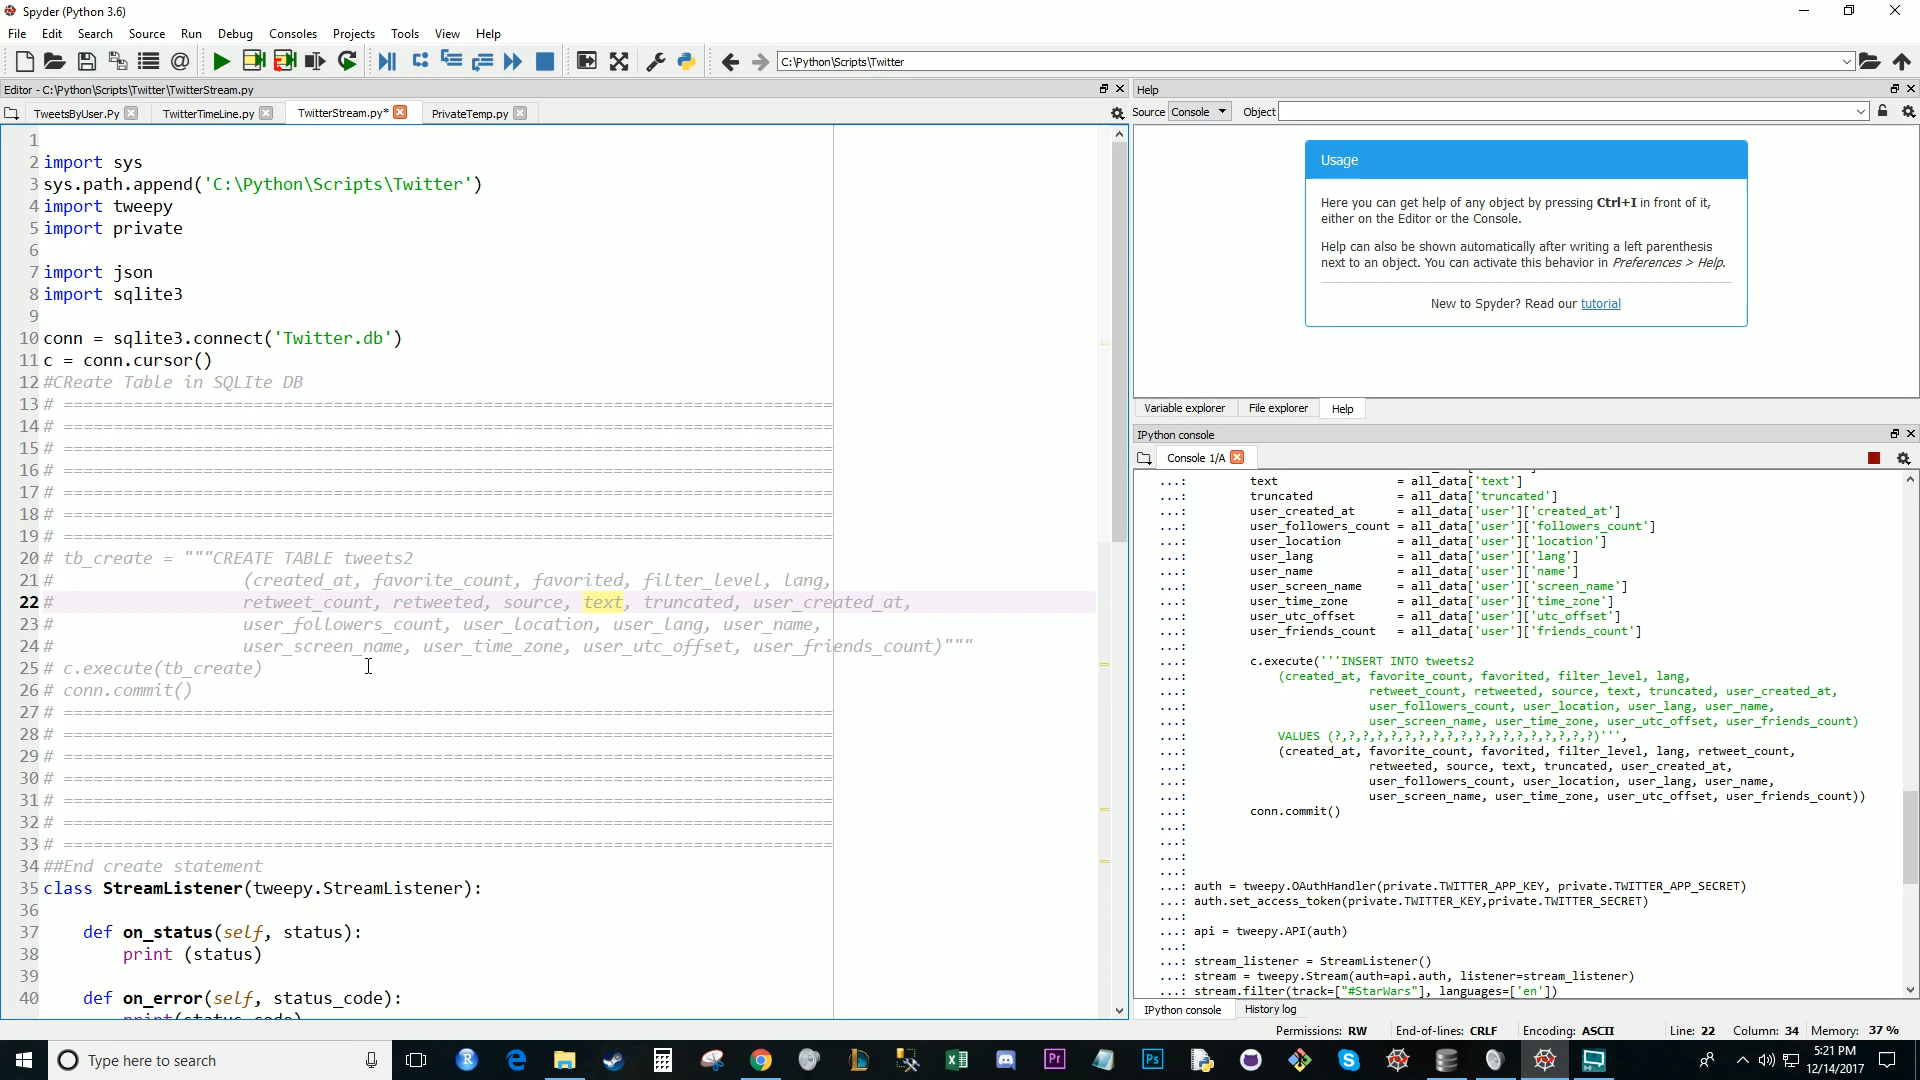 Spyder (Python 3.6)
File Edit Search Source Run Debug Consoles Projects Tools View Help
C:\Python\Scripts\Twitter
Editor - C:\Python\Scripts\Twitter\TwitterStream.py
TweetsByUser.Py TwitterTimeLine.py TwitterStream.py* PrivateTemp.py
1
2 import sys
3 sys.path.append('C:\Python\Scripts\Twitter')
4 import tweepy
5 import private
6
7 import json
8 import sqlite3
9
10 conn = sqlite3.connect('Twitter.db')
11 c = conn.cursor()
12 #CReate Table in SQLIte DB
13 # =============================================================================
14 # =============================================================================
15 # =============================================================================
16 # =============================================================================
17 # =============================================================================
18 # =============================================================================
19 # =============================================================================
20 # tb_create = """CREATE TABLE tweets2
21 # (created_at, favorite_count, favorited, filter_level, lang,
22 # retweet_count, retweeted, source, text, truncated, user_created_at,
23 # user_followers_count, user_location, user_lang, user_name,
24 # user_screen_name, user_time_zone, user_utc_offset, user_friends_count)"""
25 # c.execute(tb_create)
26 # conn.commit()
27 # =============================================================================
28 # =============================================================================
29 # =============================================================================
30 # =============================================================================
31 # =============================================================================
32 # =============================================================================
33 # =============================================================================
34 ##End create statement
35 class StreamListener(tweepy.StreamListener):
36
37 def on_status(self, status):
38 print (status)
39
40 def on_error(self, status_code):
print(status_code)
Help
Source Console Object
Usage
Here you can get help of any object by pressing Ctrl+I in front of it,
either on the Editor or the Console.
Help can also be shown automatically after writing a left parenthesis
next to an object. You can activate this behavior in Preferences > Help.
New to Spyder? Read our tutorial
Variable explorer File explorer Help
IPython console
Console 1/A
...: text = all_data['text']
...: truncated = all_data['truncated']
...: user_created_at = all_data['user']['created_at']
...: user_followers_count = all_data['user']['followers_count']
...: user_location = all_data['user']['location']
...: user_lang = all_data['user']['lang']
...: user_name = all_data['user']['name']
...: user_screen_name = all_data['user']['screen_name']
...: user_time_zone = all_data['user']['time_zone']
...: user_utc_offset = all_data['user']['utc_offset']
...: user_friends_count = all_data['user']['friends_count']
...:
...: c.execute('''INSERT INTO tweets2
...: (created_at, favorite_count, favorited, filter_level, lang,
...: retweet_count, retweeted, source, text, truncated, user_created_at,
...: user_followers_count, user_location, user_lang, user_name,
...: user_screen_name, user_time_zone, user_utc_offset, user_friends_count)
...: VALUES (?,?,?,?,?,?,?,?,?,?,?,?,?,?,?,?,?,?,?)''',
...: (created_at, favorite_count, favorited, filter_level, lang, retweet_count,
...: retweeted, source, text, truncated, user_created_at,
...: user_followers_count, user_location, user_lang, user_name,
...: user_screen_name, user_time_zone, user_utc_offset, user_friends_count))
...: conn.commit()
...:
...:
...:
...:
...: auth = tweepy.OAuthHandler(private.TWITTER_APP_KEY, private.TWITTER_APP_SECRET)
...: auth.set_access_token(private.TWITTER_KEY,private.TWITTER_SECRET)
...:
...: api = tweepy.API(auth)
...:
...: stream_listener = StreamListener()
...: stream = tweepy.Stream(auth=api.auth, listener=stream_listener)
...: stream.filter(track=["#StarWars"], languages=['en'])
IPython console History log
Permissions: RW End-of-lines: CRLF Encoding: ASCII Line: 22 Column: 34 Memory: 37 %
Type here to search
5:21 PM
12/14/2017